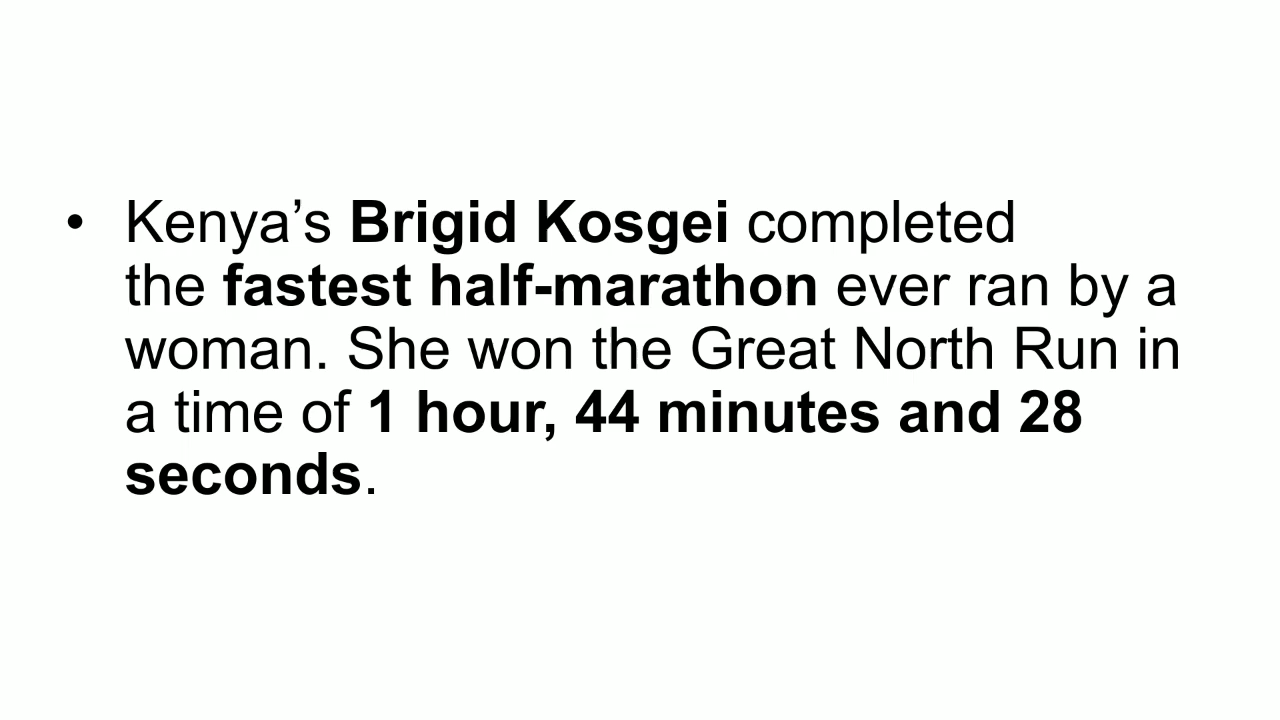 • Kenya’s Brigid Kosgei completed
the fastest half-marathon ever ran by a
woman. She won the Great North Run in
a time of 1 hour, 44 minutes and 28
seconds.